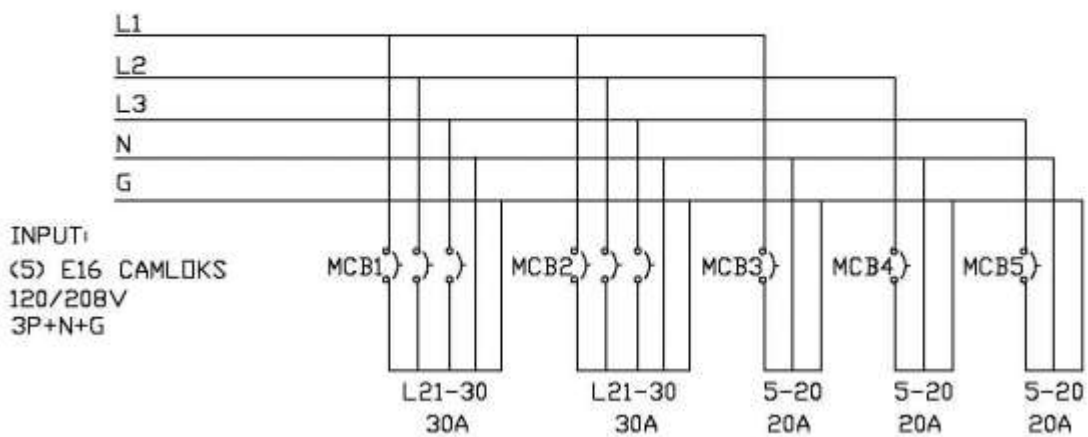 L1
L2
L3
N
G
INPUT:
(5) E16 CAMLOKS
120/208V
3P+N+G
MCB1
MCB2
MCB3
MCB4
MCB5
L21-30
30A
L21-30
30A
5-20
20A
5-20
20A
5-20
20A